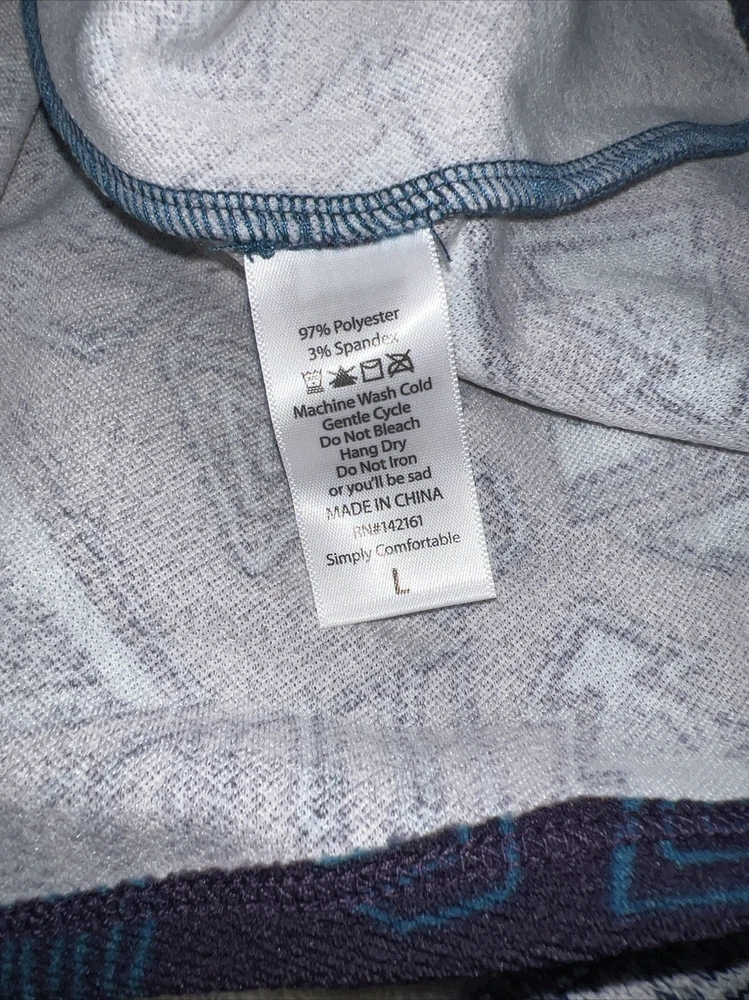 97% Polyester
3% Spandex
Machine Wash Cold
Gentle Cycle
Do Not Bleach
Hang Dry
Do Not Iron
or you'll be sad
MADE IN CHINA
RN#142161
Simply Comfortable
L